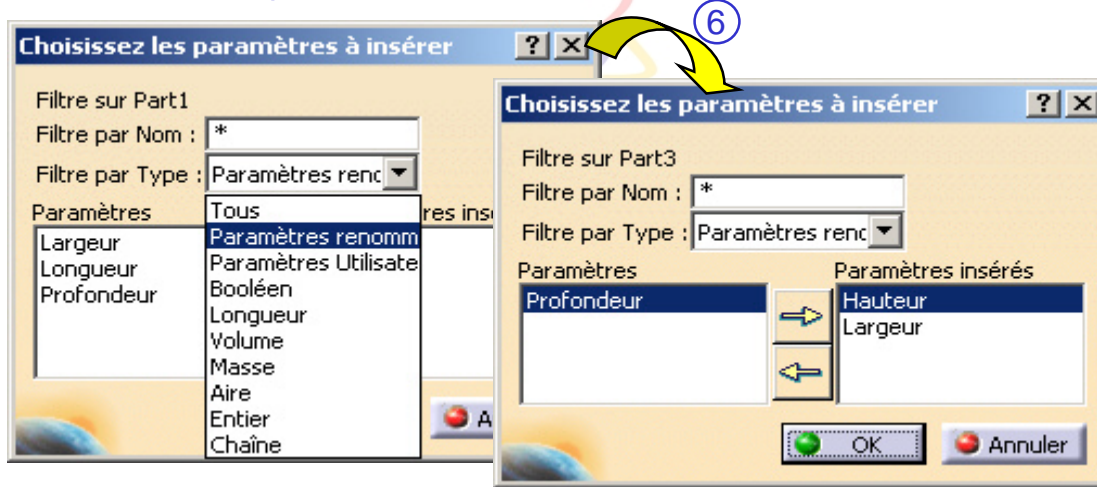 6
Choisissez les paramètres à insérer
Filtre sur Part1
Filtre par Nom : *
Filtre par Type : Paramètres renc
Paramètres res insé
Largeur
Longueur
Profondeur
Tous
Paramètres renomm
Paramètres Utilisate
Booléen
Longueur
Volume
Masse
Aire
Entier
Chaîne
A
Choisissez les paramètres à insérer
Filtre sur Part3
Filtre par Nom : *
Filtre par Type : Paramètres renc
Paramètres Paramètres insérés
Profondeur
Hauteur
Largeur
OK Annuler